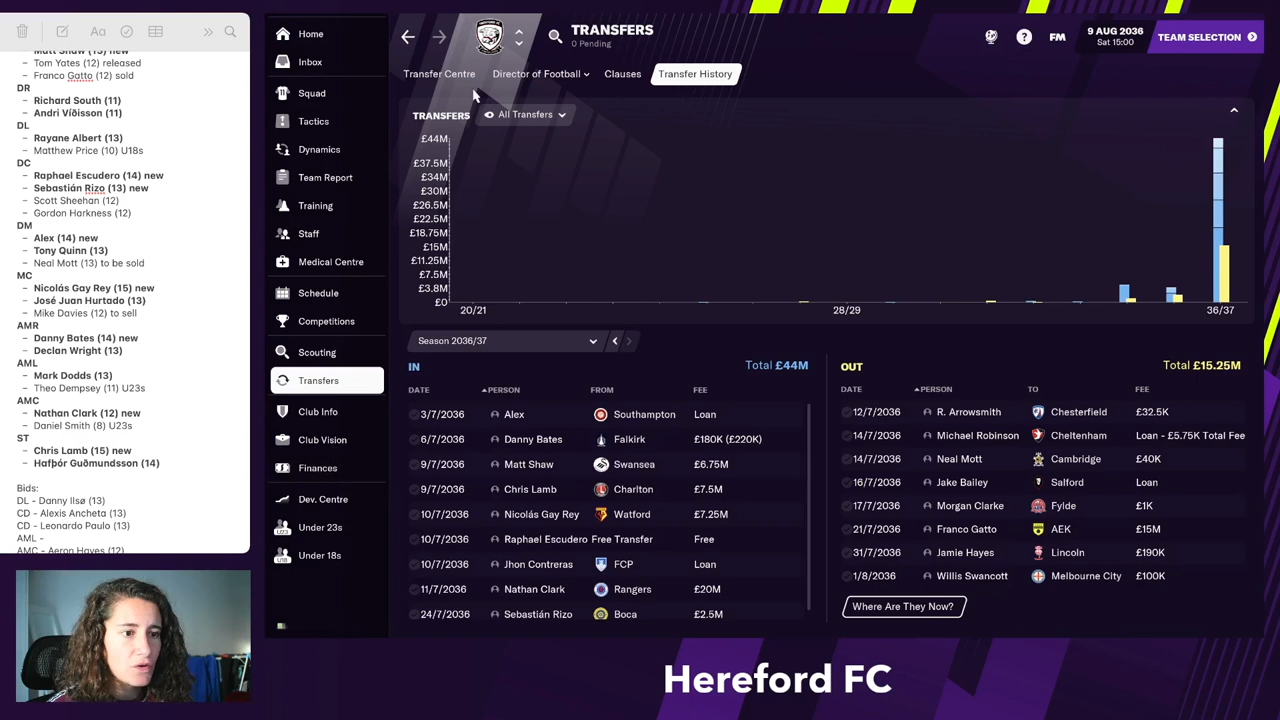 Matt Shaw (13) new
– Tom Yates (12) released
– Franco Gatto (12) sold
DR
– Richard South (11)
– Andri Víðisson (11)
DL
– Rayane Albert (13)
– Matthew Price (10) U18s
DC
– Raphael Escudero (14) new
– Sebastián Rizo (13) new
– Scott Sheehan (12)
– Gordon Harkness (12)
DM
– Alex (14) new
– Tony Quinn (13)
– Neal Mott (13) to be sold
MC
– Nicolás Gay Rey (15) new
– José Juan Hurtado (13)
– Mike Davies (12) to sell
AMR
– Danny Bates (14) new
– Declan Wright (13)
AML
– Mark Dodds (13)
– Theo Dempsey (11) U23s
AMC
– Nathan Clark (12) new
– Daniel Smith (8) U23s
ST
– Chris Lamb (15) new
– Hafþór Guðmundsson (14)
Bids:
DL - Danny Ilsø (13)
CD - Alexis Ancheta (13)
CD - Leonardo Paulo (13)
AML -
AMC - Aeron Hayes (12)
Home
Inbox
Squad
Tactics
Dynamics
Team Report
Training
Staff
Medical Centre
Schedule
Competitions
Scouting
Transfers
Club Info
Club Vision
Finances
Dev. Centre
Under 23s
Under 18s
TRANSFERS
0 Pending
FM
9 AUG 2036
Sat 15:00
TEAM SELECTION
Transfer Centre Director of Football Clauses Transfer History
TRANSFERS All Transfers
£44M
£37.5M
£34M
£30M
£26.5M
£22.5M
£18.75M
£15M
£11.25M
£7.5M
£3.8M
£0
20/21 28/29 36/37
Season 2036/37
IN Total £44M
DATE PERSON FROM FEE
3/7/2036 Alex Southampton Loan
6/7/2036 Danny Bates Falkirk £180K (£220K)
9/7/2036 Matt Shaw Swansea £6.75M
9/7/2036 Chris Lamb Charlton £7.5M
10/7/2036 Nicolás Gay Rey Watford £7.25M
10/7/2036 Raphael Escudero Free Transfer Free
10/7/2036 Jhon Contreras FCP Loan
11/7/2036 Nathan Clark Rangers £20M
24/7/2036 Sebastián Rizo Boca £2.5M
OUT Total £15.25M
DATE PERSON TO FEE
12/7/2036 R. Arrowsmith Chesterfield £32.5K
14/7/2036 Michael Robinson Cheltenham Loan - £5.75K Total Fee
14/7/2036 Neal Mott Cambridge £40K
16/7/2036 Jake Bailey Salford Loan
17/7/2036 Morgan Clarke Fylde £1K
21/7/2036 Franco Gatto AEK £15M
31/7/2036 Jamie Hayes Lincoln £190K
1/8/2036 Willis Swancott Melbourne City £100K
Where Are They Now?
Hereford FC